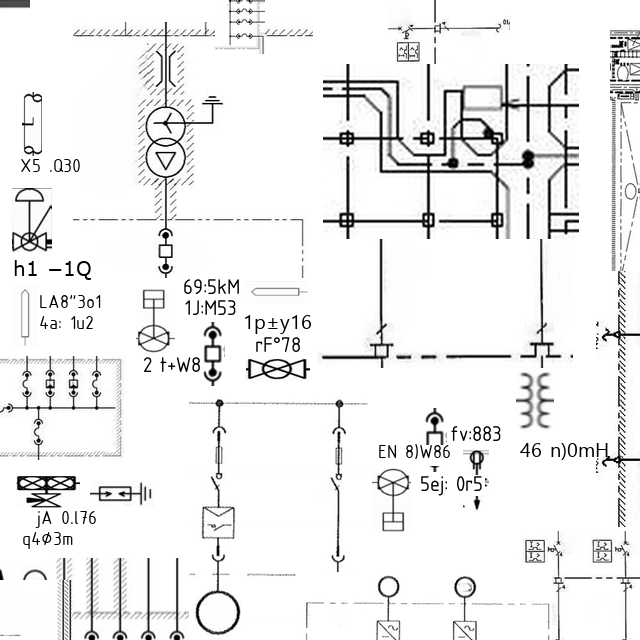 X5 .Q30
h1 −1Q
LA8"3o1
4a: 1u2
69:5kM
1J:M53
1p±y16
rF°78
2 t+W8
fv:883
EN 8)W86
5ej: 0r5
46 n)0mH
jA 0.l76
q4Ø3m